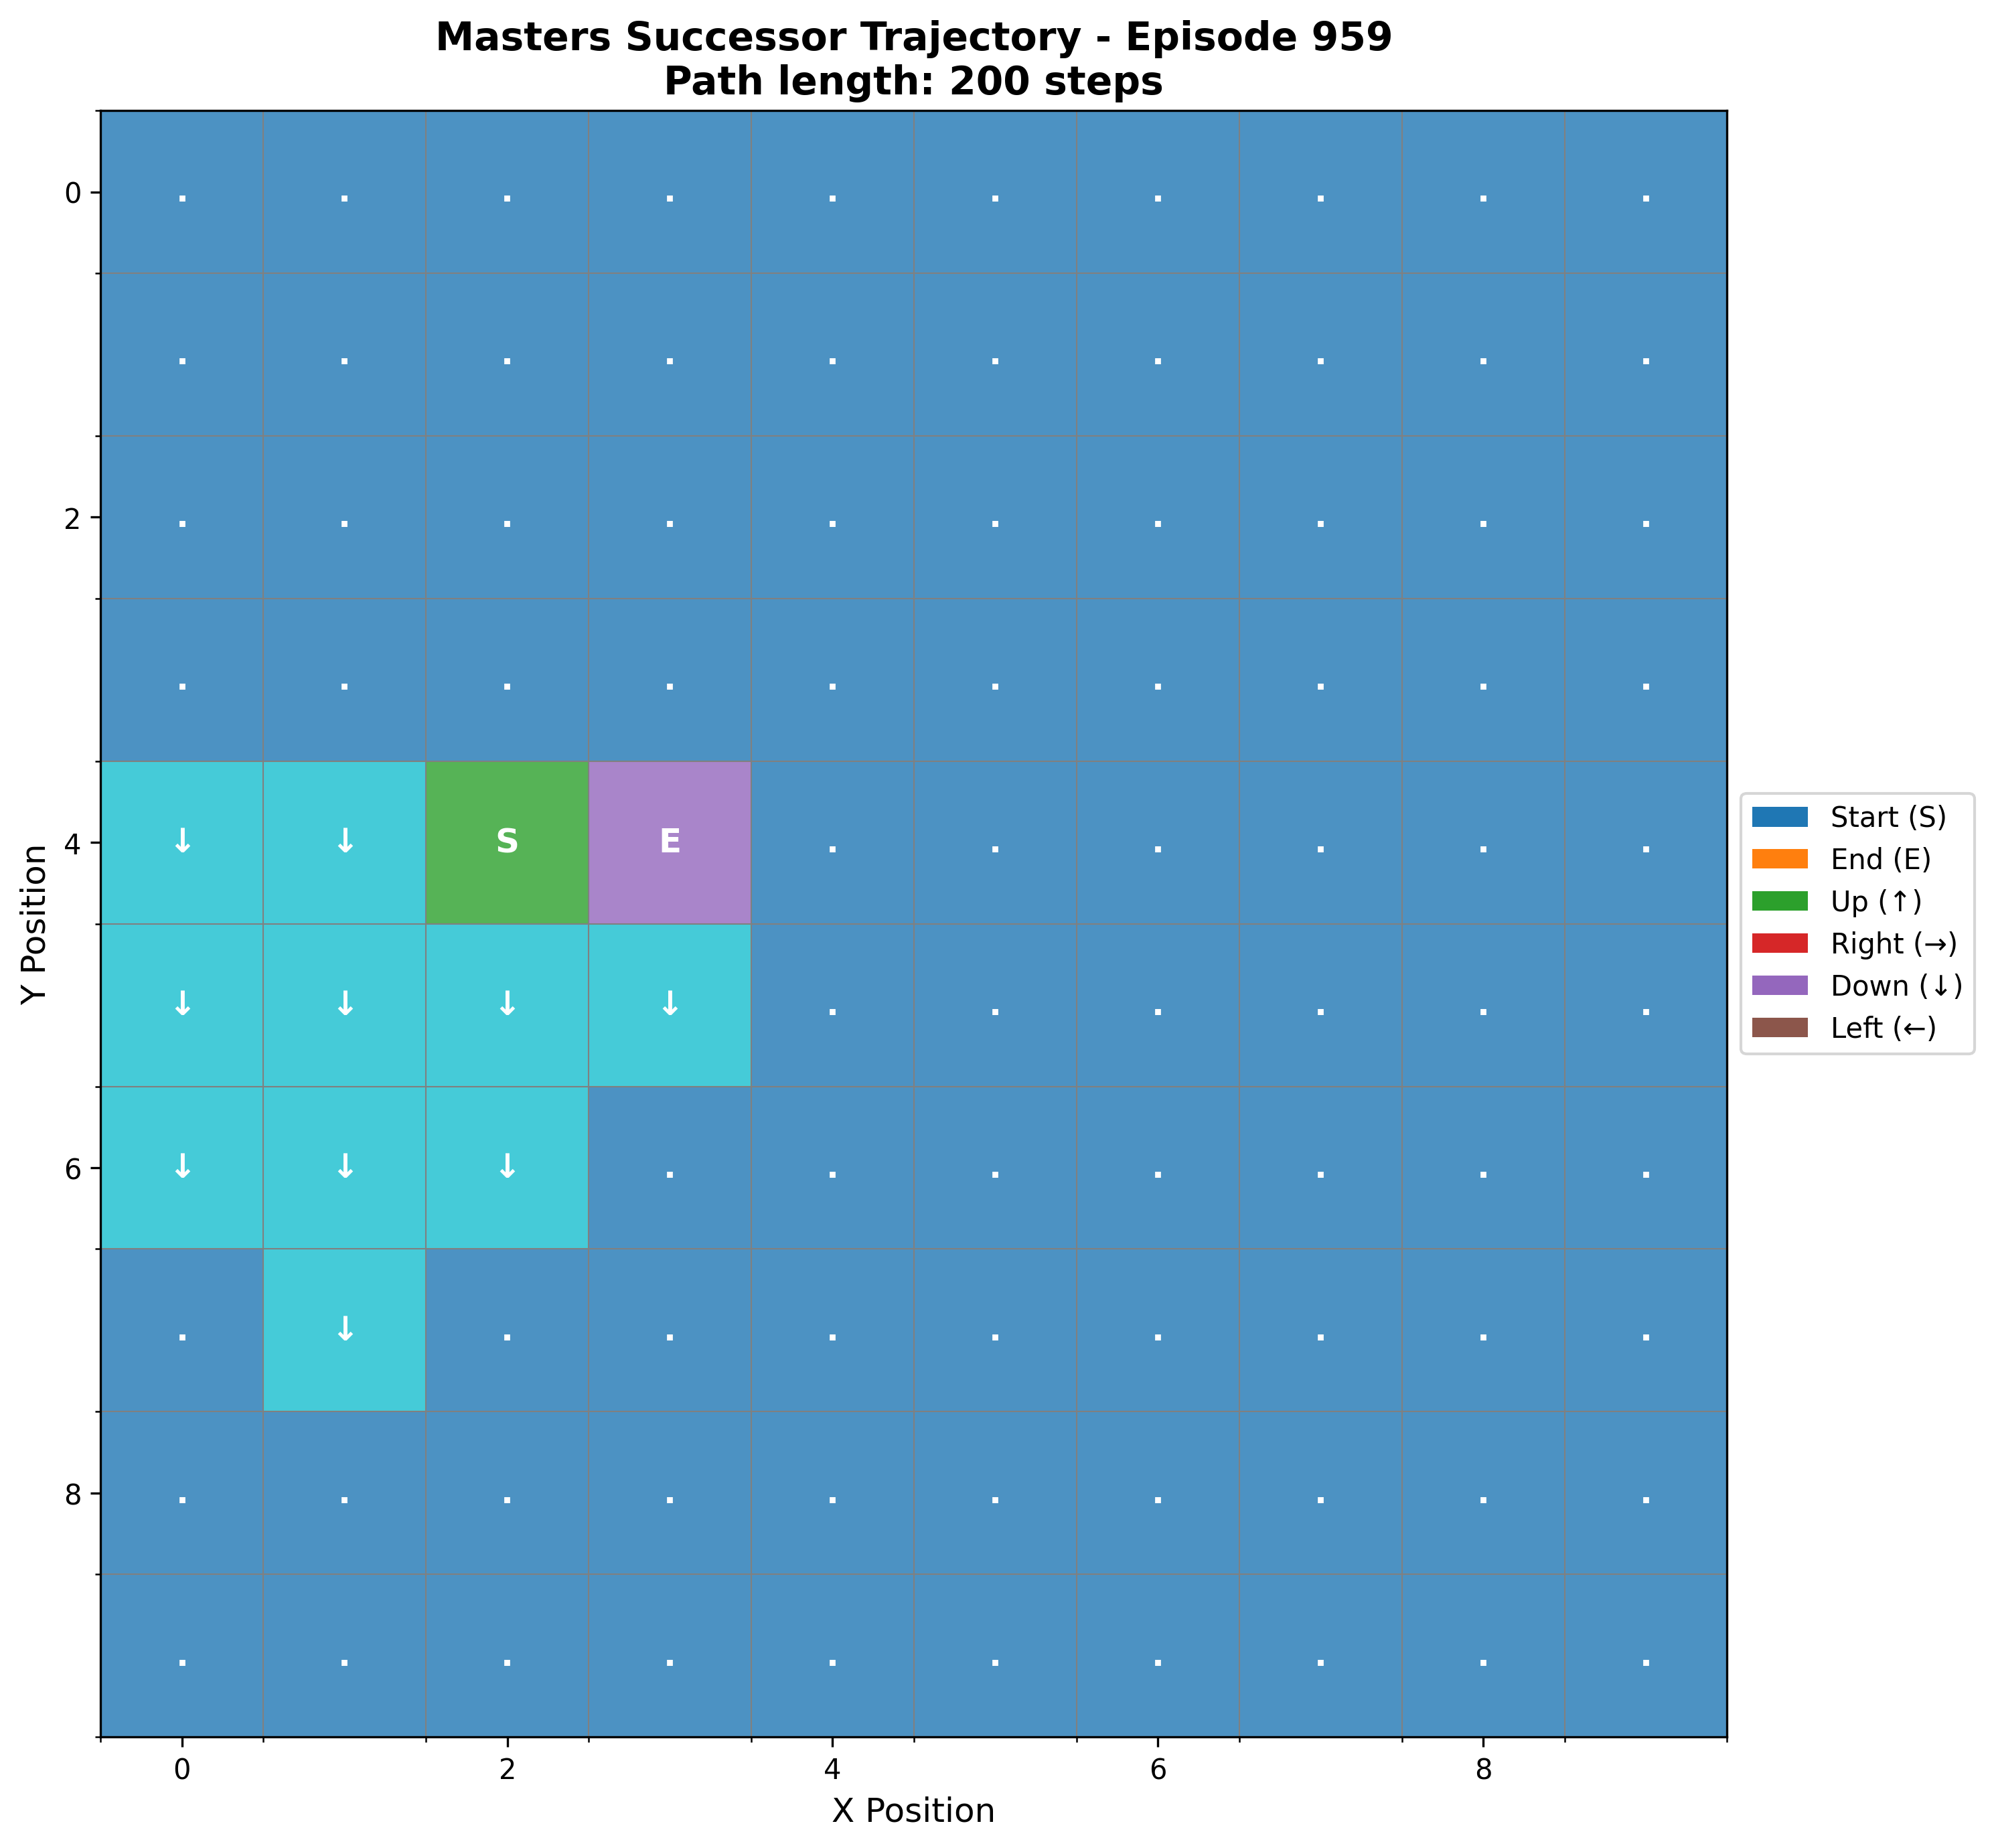 Masters Successor Trajectory - Episode 959
Path length: 200 steps
0
2
↓ ↓ S E
4
↓ ↓ ↓ ↓
↓ ↓ ↓
6
↓
8
0 2 4 6 8
X Position
Y Position
Start (S)
End (E)
Up (↑)
Right (→)
Down (↓)
Left (←)